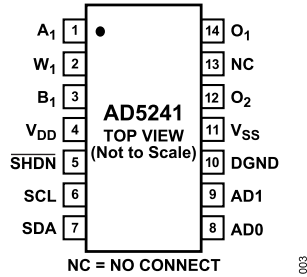 A1 1 14 O1
W1 2 13 NC
B1 3 12 O2
AD5241
VDD 4 TOP VIEW 11 VSS
(Not to Scale)
SHDN 5 10 DGND
SCL 6 9 AD1
SDA 7 8 AD0
NC = NO CONNECT
003